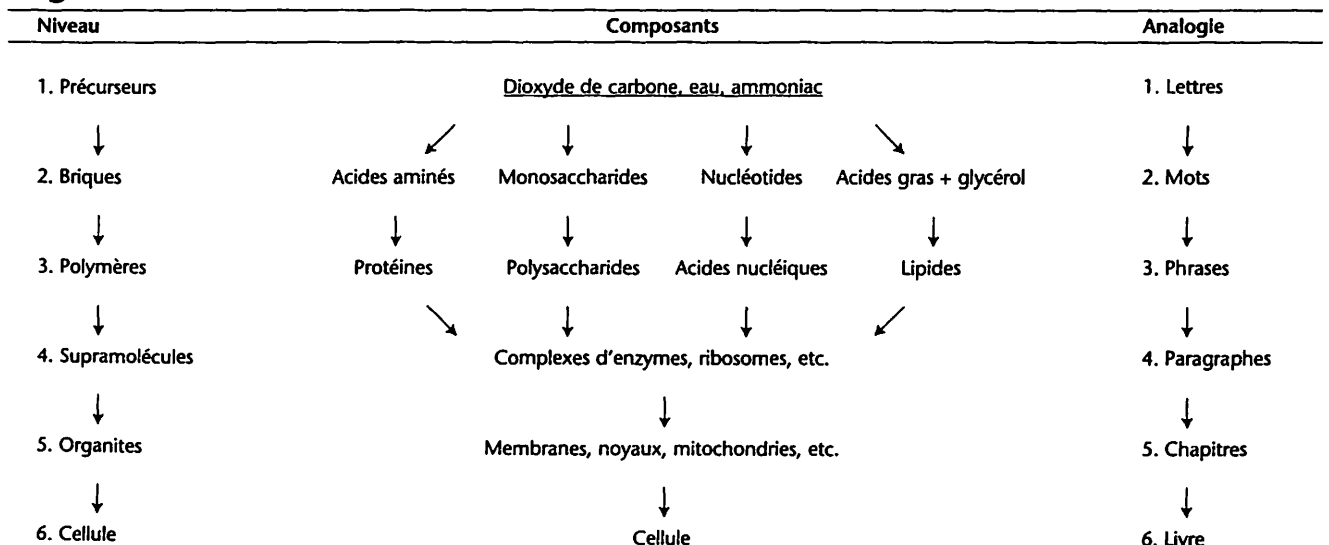 Niveau Composants Analogie
1. Précurseurs Dioxyde de carbone, eau, ammoniac 1. Lettres
2. Briques Acides aminés Monosaccharides Nucléotides Acides gras + glycérol 2. Mots
3. Polymères Protéines Polysaccharides Acides nucléiques Lipides 3. Phrases
4. Supramolécules Complexes d'enzymes, ribosomes, etc. 4. Paragraphes
5. Organites Membranes, noyaux, mitochondries, etc. 5. Chapitres
6. Cellule Cellule 6. Livre